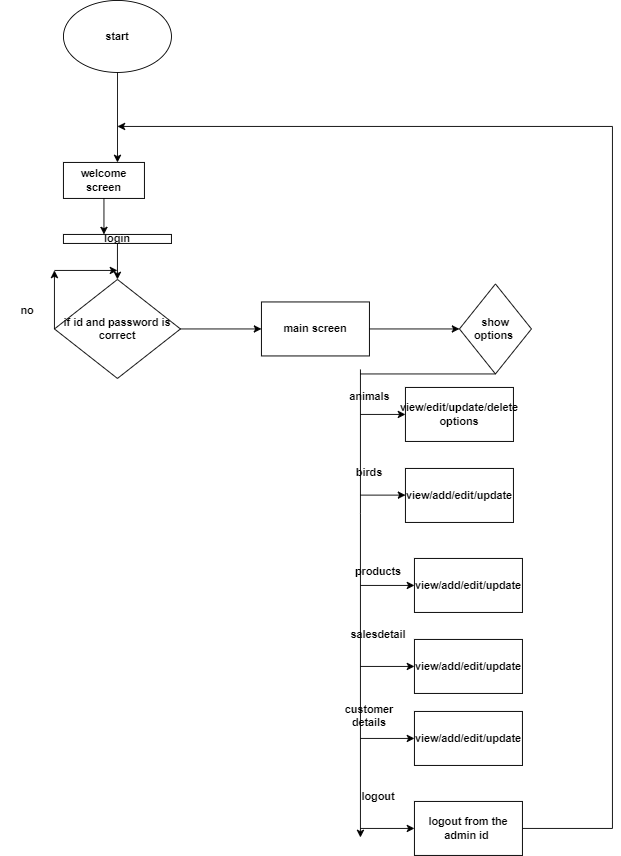 start
welcome
screen
login
no
if id and password is
correct
main screen
show
options
animals
view/edit/update/delete
options
birds
view/add/edit/update
products
view/add/edit/update
salesdetail
view/add/edit/update
customer
details
view/add/edit/update
logout
logout from the
admin id